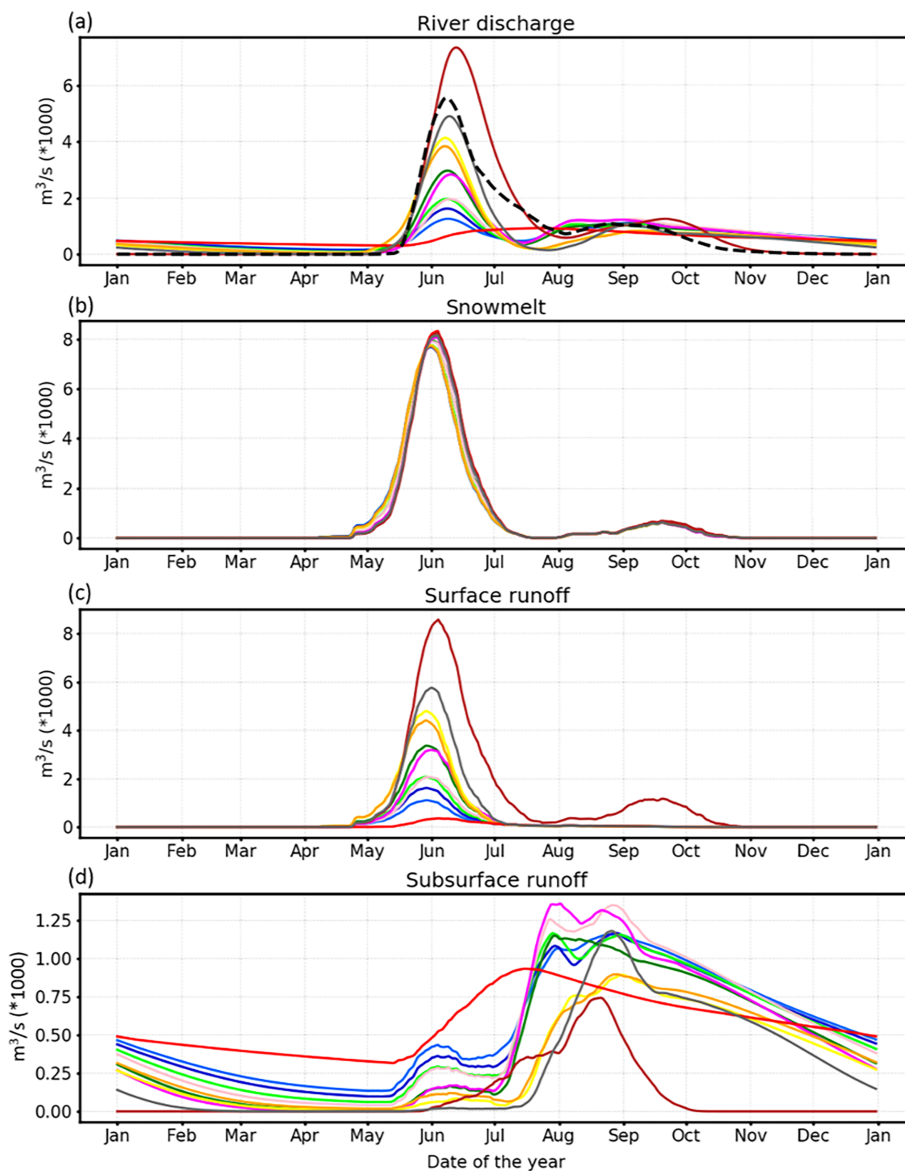 (a)
River discharge
m³/s (*1000)
6
4
2
0
Jan Feb Mar Apr May Jun Jul Aug Sep Oct Nov Dec Jan
(b)
Snowmelt
m³/s (*1000)
8
6
4
2
0
Jan Feb Mar Apr May Jun Jul Aug Sep Oct Nov Dec Jan
(c)
Surface runoff
m³/s (*1000)
8
6
4
2
0
Jan Feb Mar Apr May Jun Jul Aug Sep Oct Nov Dec Jan
(d)
Subsurface runoff
m³/s (*1000)
1.25
1.00
0.75
0.50
0.25
0.00
Jan Feb Mar Apr May Jun Jul Aug Sep Oct Nov Dec Jan
Date of the year